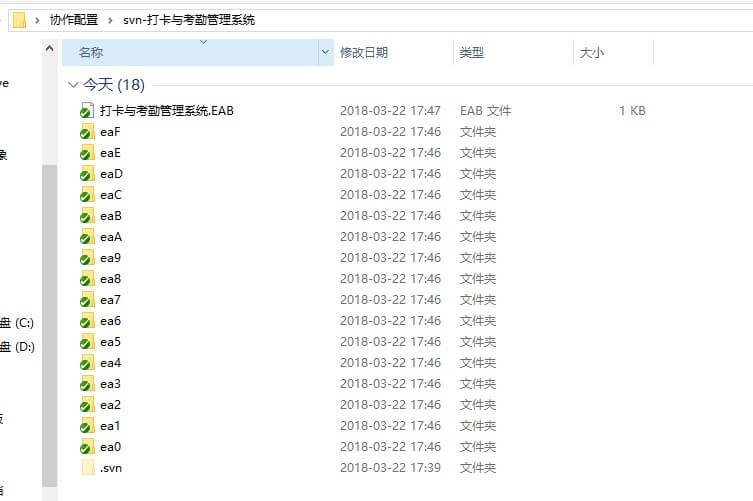 协作配置 > svn-打卡与考勤管理系统
名称 修改日期 类型 大小
今天 (18)
打卡与考勤管理系统.EAB 2018-03-22 17:47 EAB 文件 1 KB
eaF 2018-03-22 17:46 文件夹
eaE 2018-03-22 17:46 文件夹
eaD 2018-03-22 17:46 文件夹
eaC 2018-03-22 17:46 文件夹
eaB 2018-03-22 17:46 文件夹
eaA 2018-03-22 17:46 文件夹
ea9 2018-03-22 17:46 文件夹
ea8 2018-03-22 17:46 文件夹
ea7 2018-03-22 17:46 文件夹
ea6 2018-03-22 17:46 文件夹
ea5 2018-03-22 17:46 文件夹
ea4 2018-03-22 17:46 文件夹
ea3 2018-03-22 17:46 文件夹
ea2 2018-03-22 17:46 文件夹
ea1 2018-03-22 17:46 文件夹
ea0 2018-03-22 17:46 文件夹
.svn 2018-03-22 17:39 文件夹
ve
象
盘 (C:)
盘 (D:)